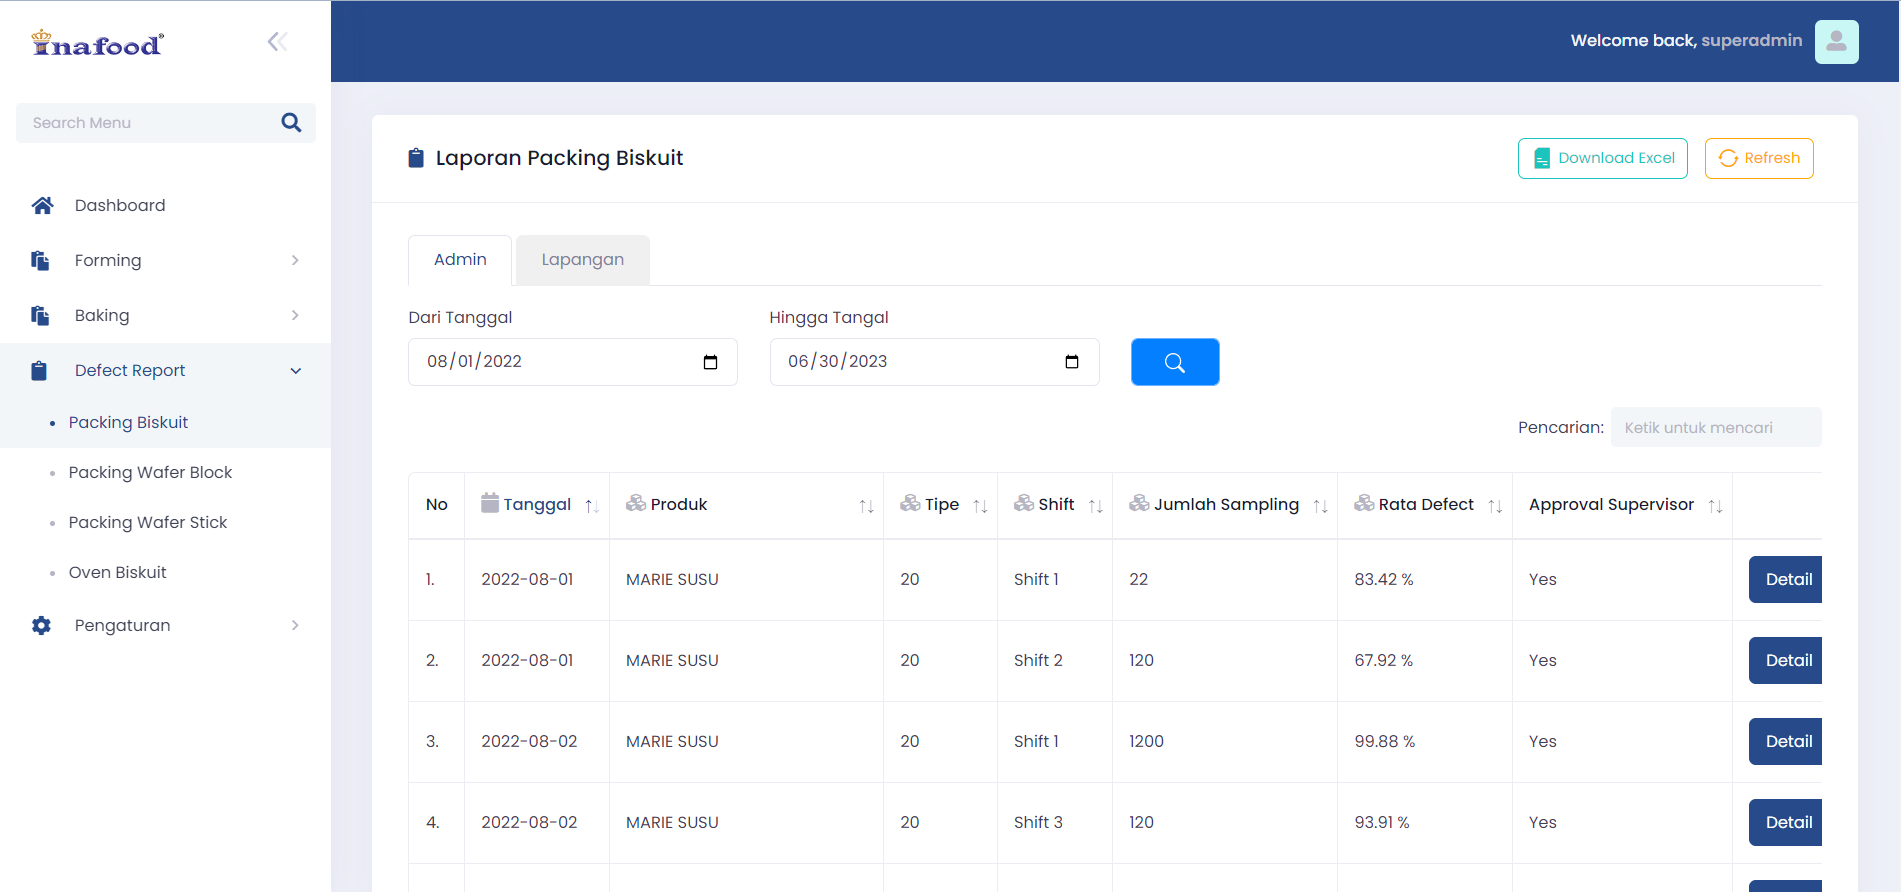 Inafood®
Search Menu
Dashboard
Forming
Baking
Defect Report
Packing Biskuit
Packing Wafer Block
Packing Wafer Stick
Oven Biskuit
Pengaturan
Welcome back, superadmin
Laporan Packing Biskuit
Download Excel
Refresh
Admin
Lapangan
Dari Tanggal
Hingga Tangal
08/01/2022
06/30/2023
Pencarian: Ketik untuk mencari
No Tanggal Produk Tipe Shift Jumlah Sampling Rata Defect Approval Supervisor
1. 2022-08-01 MARIE SUSU 20 Shift 1 22 83.42 % Yes Detail
2. 2022-08-01 MARIE SUSU 20 Shift 2 120 67.92 % Yes Detail
3. 2022-08-02 MARIE SUSU 20 Shift 1 1200 99.88 % Yes Detail
4. 2022-08-02 MARIE SUSU 20 Shift 3 120 93.91 % Yes Detail